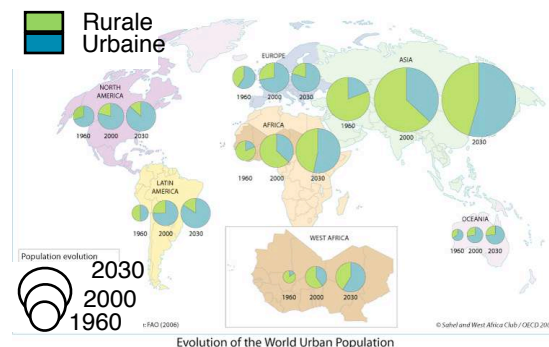 Rurale
Urbaine
EUROPE
ASIA
1960
2000
2030
1960
2000
2030
NORTH
AMERICA
1960
2000
2030
AFRICA
1960
2000
2030
LATIN
AMERICA
1960
2000
2030
OCEANIA
1960
2000
2030
WEST AFRICA
1960
2000
2030
Population evolution
2030
2000
1960
FAO (2006)
© Sahel and West Africa Club / OECD
Evolution of the World Urban Population